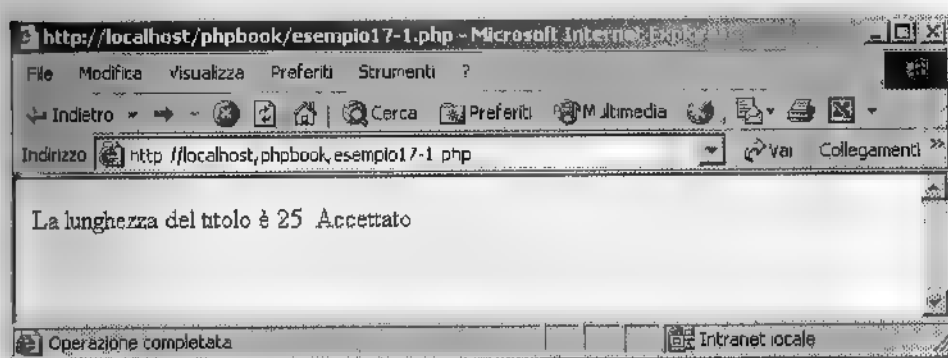 http://localhost/phpbook/esempio17-1.php - Microsoft Internet Explo
File Modifica Visualizza Preferiti Strumenti ?
Indietro Cerca Preferiti Multimedia
Indirizzo http://localhost/phpbook/esempio17-1.php Vai Collegamenti »
La lunghezza del titolo è 25 Accettato
Operazione completata Intranet locale